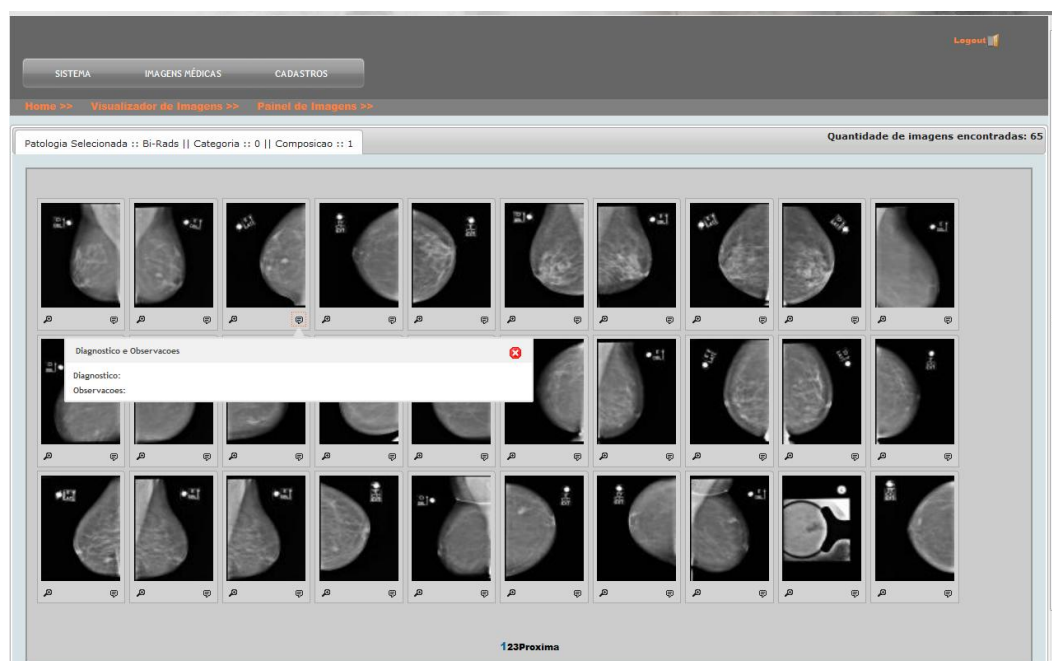 Logout
SISTEMA IMAGENS MÉDICAS CADASTROS
Home >> Visualizador de Imagens >> Painel de Imagens >>
Patologia Selecionada :: Bi-Rads || Categoria :: 0 || Composicao :: 1
Quantidade de imagens encontradas: 65
Diagnostico e Observacoes
Diagnostico:
Observacoes:
123Proxima